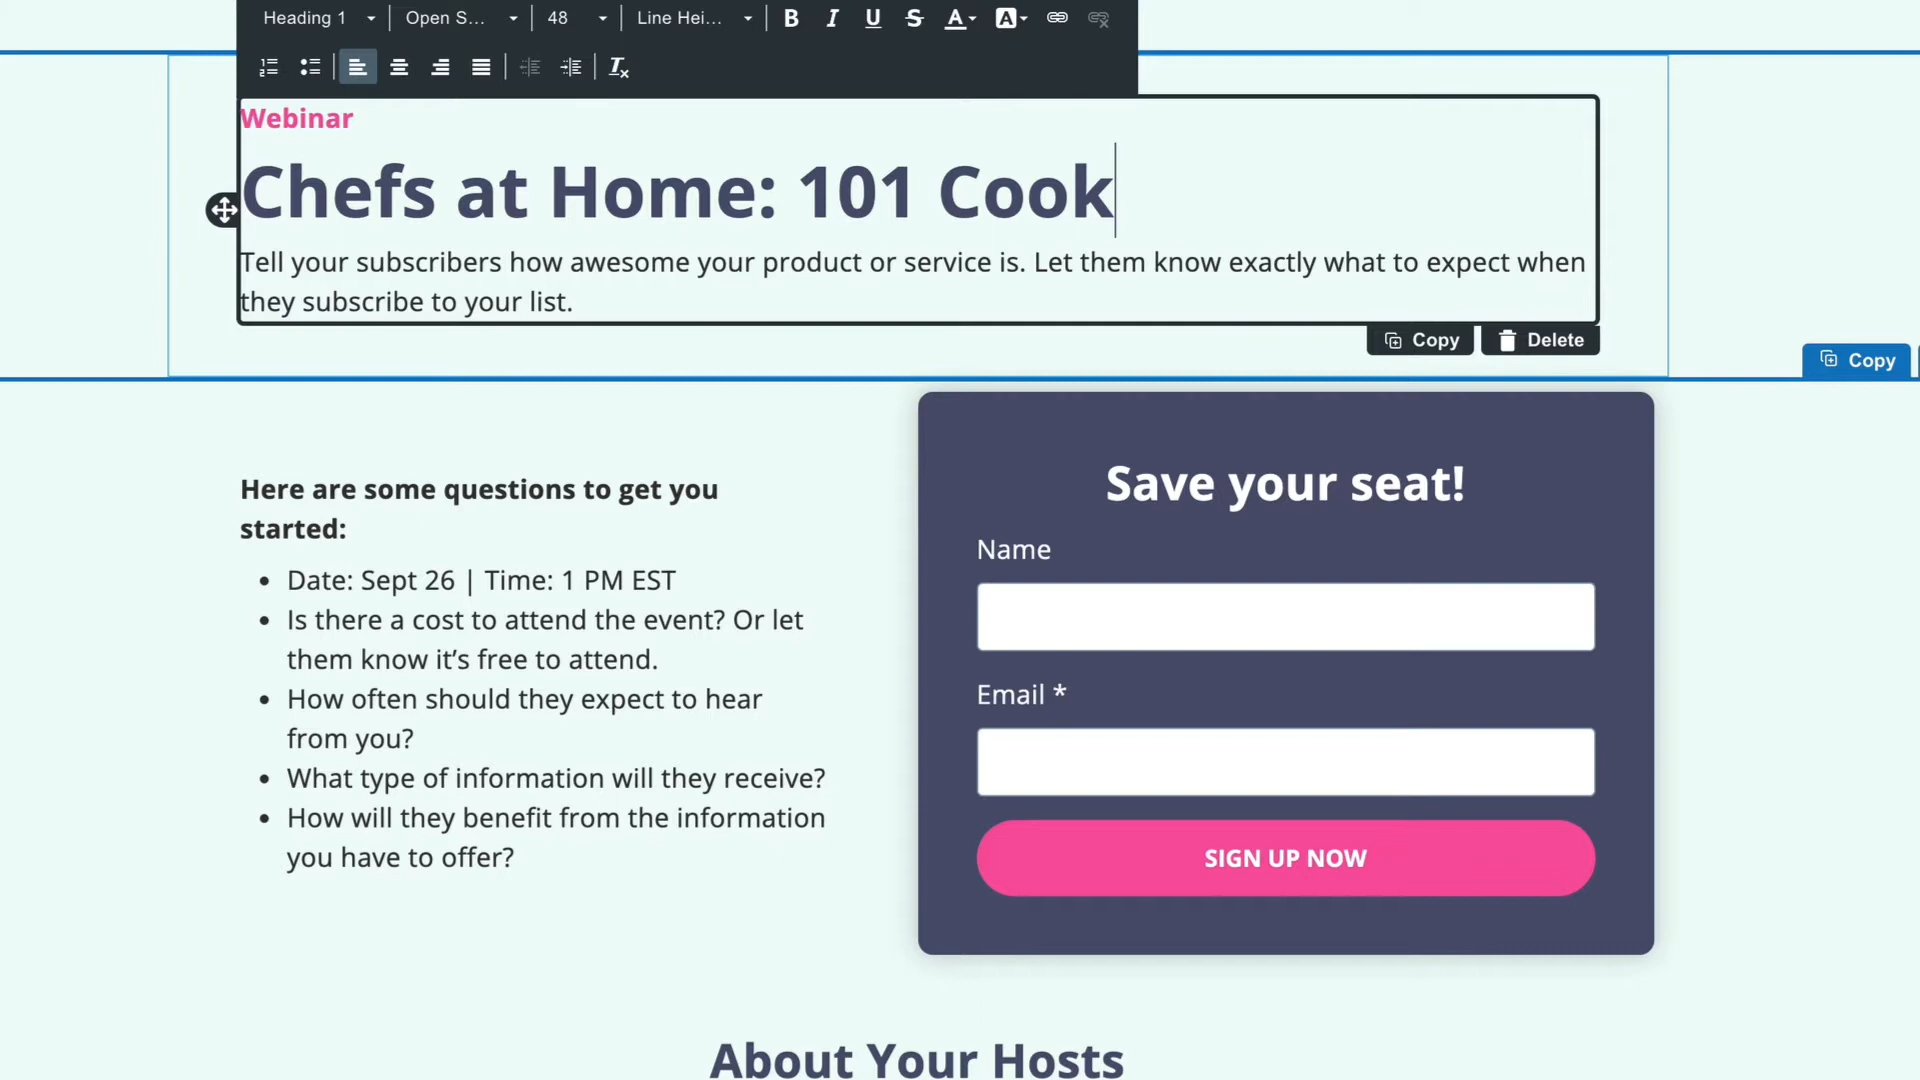 Heading 1 Open S... 48 Line Hei... B I U S A A
Webinar
Chefs at Home: 101 Cook
Tell your subscribers how awesome your product or service is. Let them know exactly what to expect when
they subscribe to your list.
Copy Delete
Copy
Here are some questions to get you
started:
• Date: Sept 26 | Time: 1 PM EST
• Is there a cost to attend the event? Or let
them know it’s free to attend.
• How often should they expect to hear
from you?
• What type of information will they receive?
• How will they benefit from the information
you have to offer?
Save your seat!
Name
Email *
SIGN UP NOW
About Your Hosts